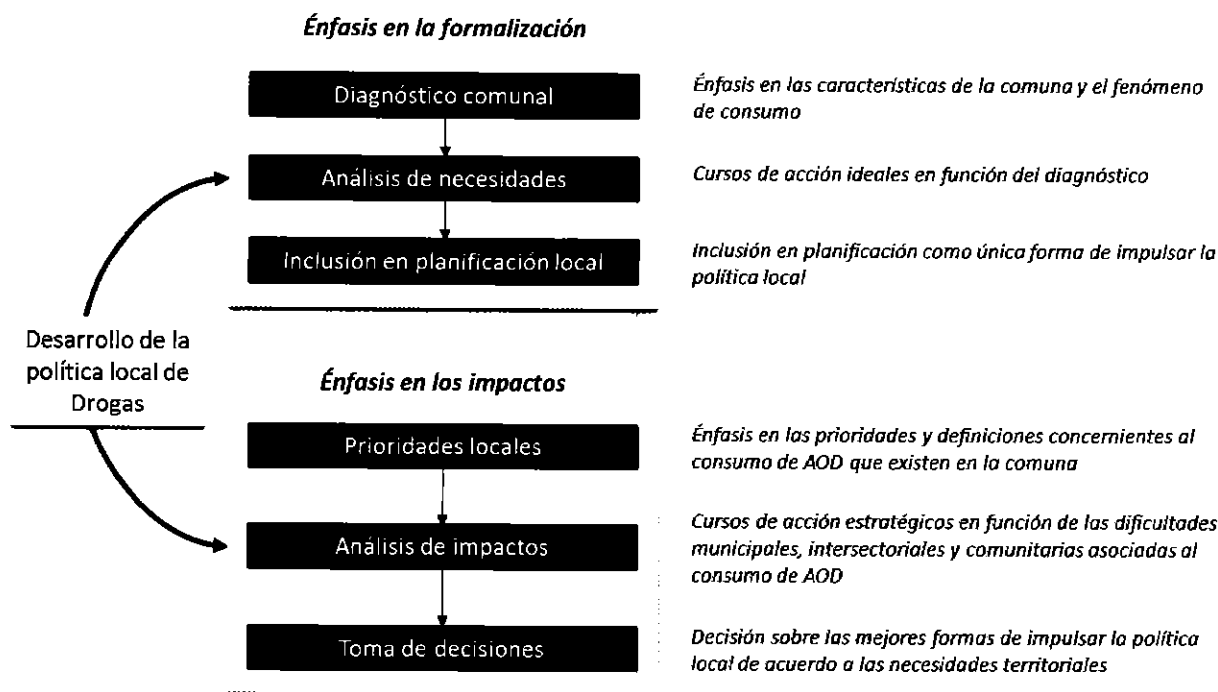 Énfasis en la formalización
Diagnóstico comunal
Énfasis en las características de la comuna y el fenómeno
de consumo
Análisis de necesidades
Cursos de acción ideales en función del diagnóstico
Inclusión en planificación local
Inclusión en planificación como única forma de impulsar la
política local
Desarrollo de la
política local de
Drogas
Énfasis en los impactos
Prioridades locales
Énfasis en las prioridades y definiciones concernientes al
consumo de AOD que existen en la comuna
Análisis de impactos
Cursos de acción estratégicos en función de las dificultades
municipales, intersectoriales y comunitarias asociadas al
consumo de AOD
Toma de decisiones
Decisión sobre las mejores formas de impulsar la política
local de acuerdo a las necesidades territoriales